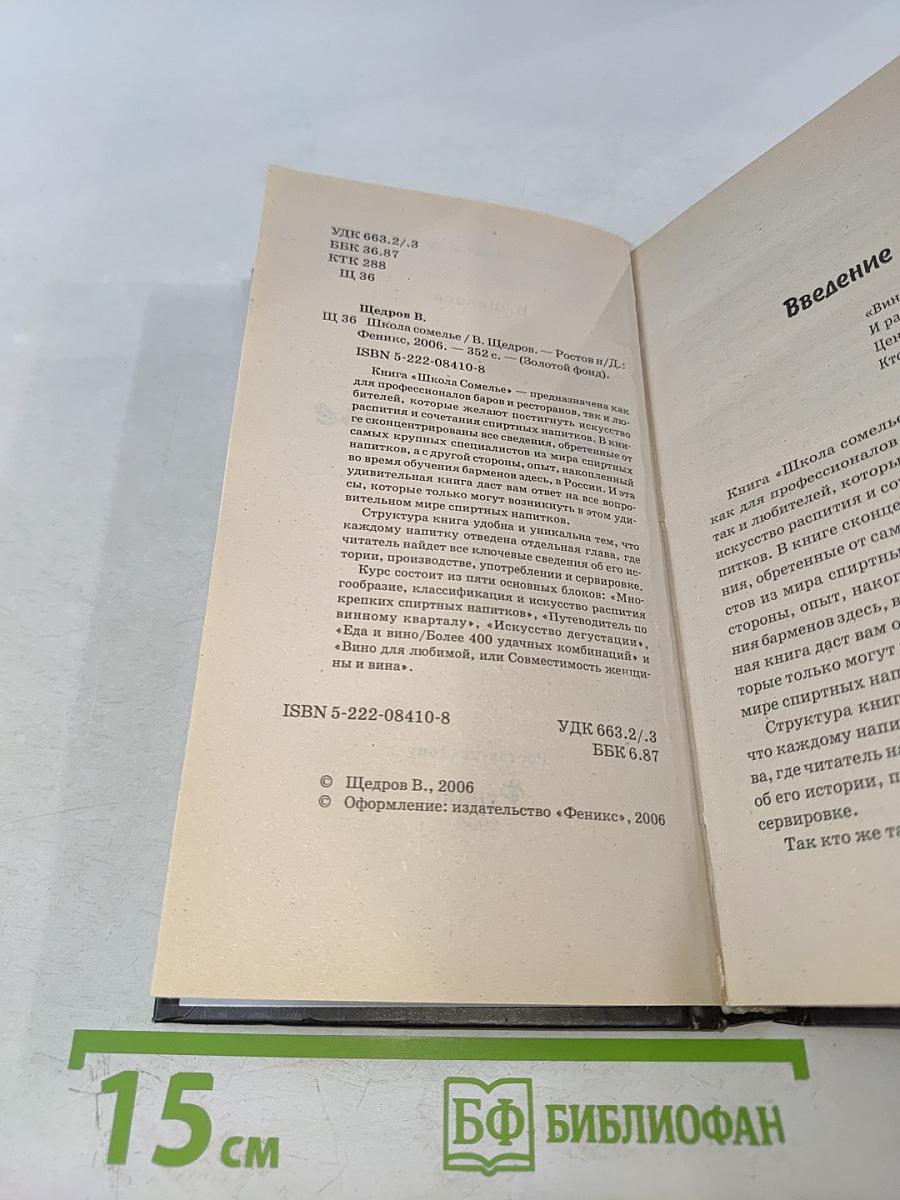 УДК 663.2/.3
ББК 36.87
КТК 288
Щ 36
Щедров В.
Щ 36 Школа сомелье / В. Щедров. — Ростов н/Д.:
Феникс, 2006. — 352 с. — (Золотой фонд).
ISBN 5-222-08410-8
Книга «Школа Сомелье» — предназначена как
для профессионалов баров и ресторанов, так и лю-
бителей, которые желают постигнуть искусство
распития и сочетания спиртных напитков. В кни-
ге сконцентрированы все сведения, обретенные от
самых крупных специалистов из мира спиртных
напитков, а с другой стороны, опыт, накопленный
во время обучения барменов здесь, в России. И эта
удивительная книга даст вам ответ на все вопро-
сы, которые только могут возникнуть в этом уди-
вительном мире спиртных напитков.
Структура книга удобна и уникальна тем, что
каждому напитку отведена отдельная глава, где
читатель найдет все ключевые сведения об его ис-
тории, производстве, употреблении и сервировке.
Курс состоит из пяти основных блоков: «Мно-
гообразие, классификация и искусство распития
крепких спиртных напитков», «Путеводитель по
винному кварталу», «Искусство дегустации»,
«Еда и вино/Более 400 удачных комбинаций» и
«Вино для любимой, или Совместимость женщи-
ны и вина».
ISBN 5-222-08410-8
УДК 663.2/.3
ББК 6.87
© Щедров В., 2006
© Оформление: издательство «Феникс», 2006
Введение
«Вин
И ра
Цен
Кто
Книга «Школа сомелье
как для профессионалов
так и любителей, которы
искусство распития и соч
питков. В книге сконце
ния, обретенные от сам
стов из мира спиртны
стороны, опыт, накоп
ния барменов здесь, в
ная книга даст вам о
торые только могут
мире спиртных нап
Структура книг
что каждому напи
ва, где читатель на
об его истории, п
сервировке.
Так кто же та
15 см
БФ БИБЛИОФАН